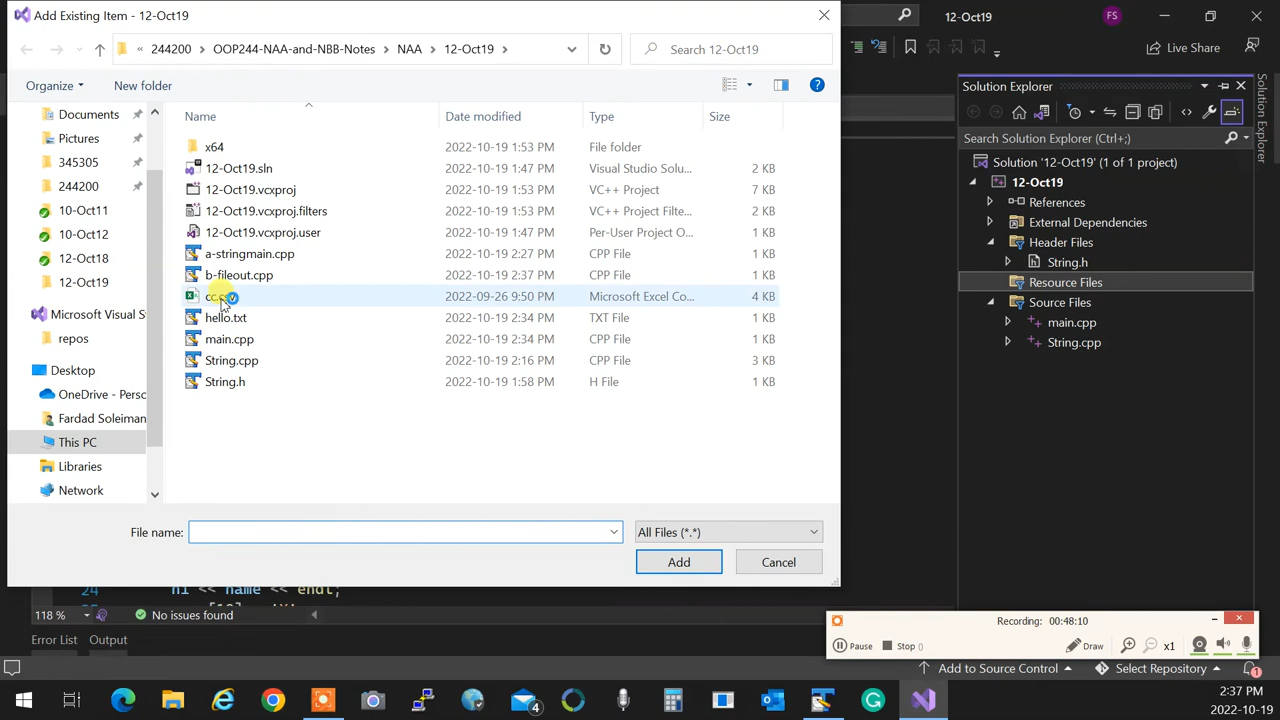 Add Existing Item - 12-Oct19
12-Oct19
FS
« 244200 > OOP244-NAA-and-NBB-Notes > NAA > 12-Oct19 >
Search 12-Oct19
Live Share
Organize
New folder
Solution Explorer
Solution Explorer
Search Solution Explorer (Ctrl+;)
Name
Date modified
Type
Size
Documents
Pictures
345305
244200
10-Oct11
10-Oct12
12-Oct18
12-Oct19
Microsoft Visual S
repos
Desktop
OneDrive - Perso
Fardad Soleiman
This PC
Libraries
Network
x64 2022-10-19 1:53 PM File folder
12-Oct19.sln 2022-10-19 1:47 PM Visual Studio Solu... 2 KB
12-Oct19.vcxproj 2022-10-19 1:53 PM VC++ Project 7 KB
12-Oct19.vcxproj.filters 2022-10-19 1:53 PM VC++ Project Filte... 2 KB
12-Oct19.vcxproj.user 2022-10-19 1:47 PM Per-User Project O... 1 KB
a-stringmain.cpp 2022-10-19 2:27 PM CPP File 1 KB
b-fileout.cpp 2022-10-19 2:37 PM CPP File 1 KB
2022-09-26 9:50 PM Microsoft Excel Co... 4 KB
hello.txt 2022-10-19 2:34 PM TXT File 1 KB
main.cpp 2022-10-19 2:34 PM CPP File 1 KB
String.cpp 2022-10-19 2:16 PM CPP File 3 KB
String.h 2022-10-19 1:58 PM H File 1 KB
Solution '12-Oct19' (1 of 1 project)
12-Oct19
References
External Dependencies
Header Files
String.h
Resource Files
Source Files
main.cpp
String.cpp
File name:
All Files (*.*)
Add
Cancel
24 hi << name << endl;
118 %
No issues found
Error List Output
Recording: 00:48:10
Pause
Stop ()
x1
Draw
Add to Source Control
Select Repository
1
4
2:37 PM
2022-10-19